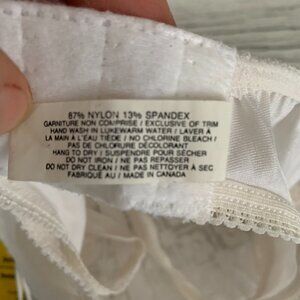 87% NYLON 13% SPANDEX
GARNITURE NON COMPRISE / EXCLUSIVE OF TRIM
HAND WASH IN LUKEWARM WATER / LAVER À
LA MAIN À L'EAU TIÈDE / NO CHLORINE BLEACH /
PAS DE CHLORURE DÉCOLORANT
HANG TO DRY / SUSPENDRE POUR SÉCHER
DO NOT IRON / NE PAS REPASSER
DO NOT DRY CLEAN / NE PAS NETTOYER À SEC
FABRIQUÉ AU / MADE IN CANADA